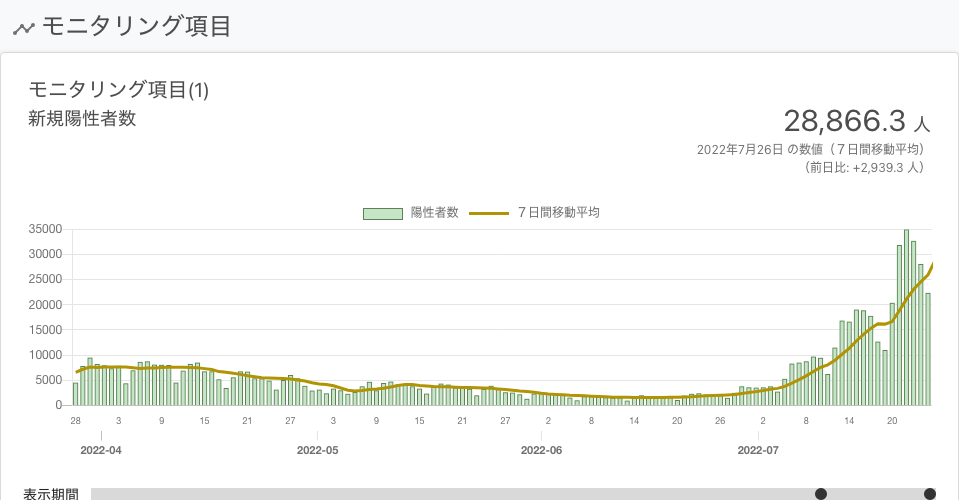 モニタリング項目
モニタリング項目(1)
新規陽性者数
28,866.3 人
2022年7月26日 の数値（７日間移動平均）
（前日比: +2,939.3 人）
陽性者数 ７日間移動平均
35000
30000
25000
20000
15000
10000
5000
0
28 3 9 15 21 27 3 9 15 21 27 2 8 14 20 26 2 8 14 20
2022-04 2022-05 2022-06 2022-07
表示期間